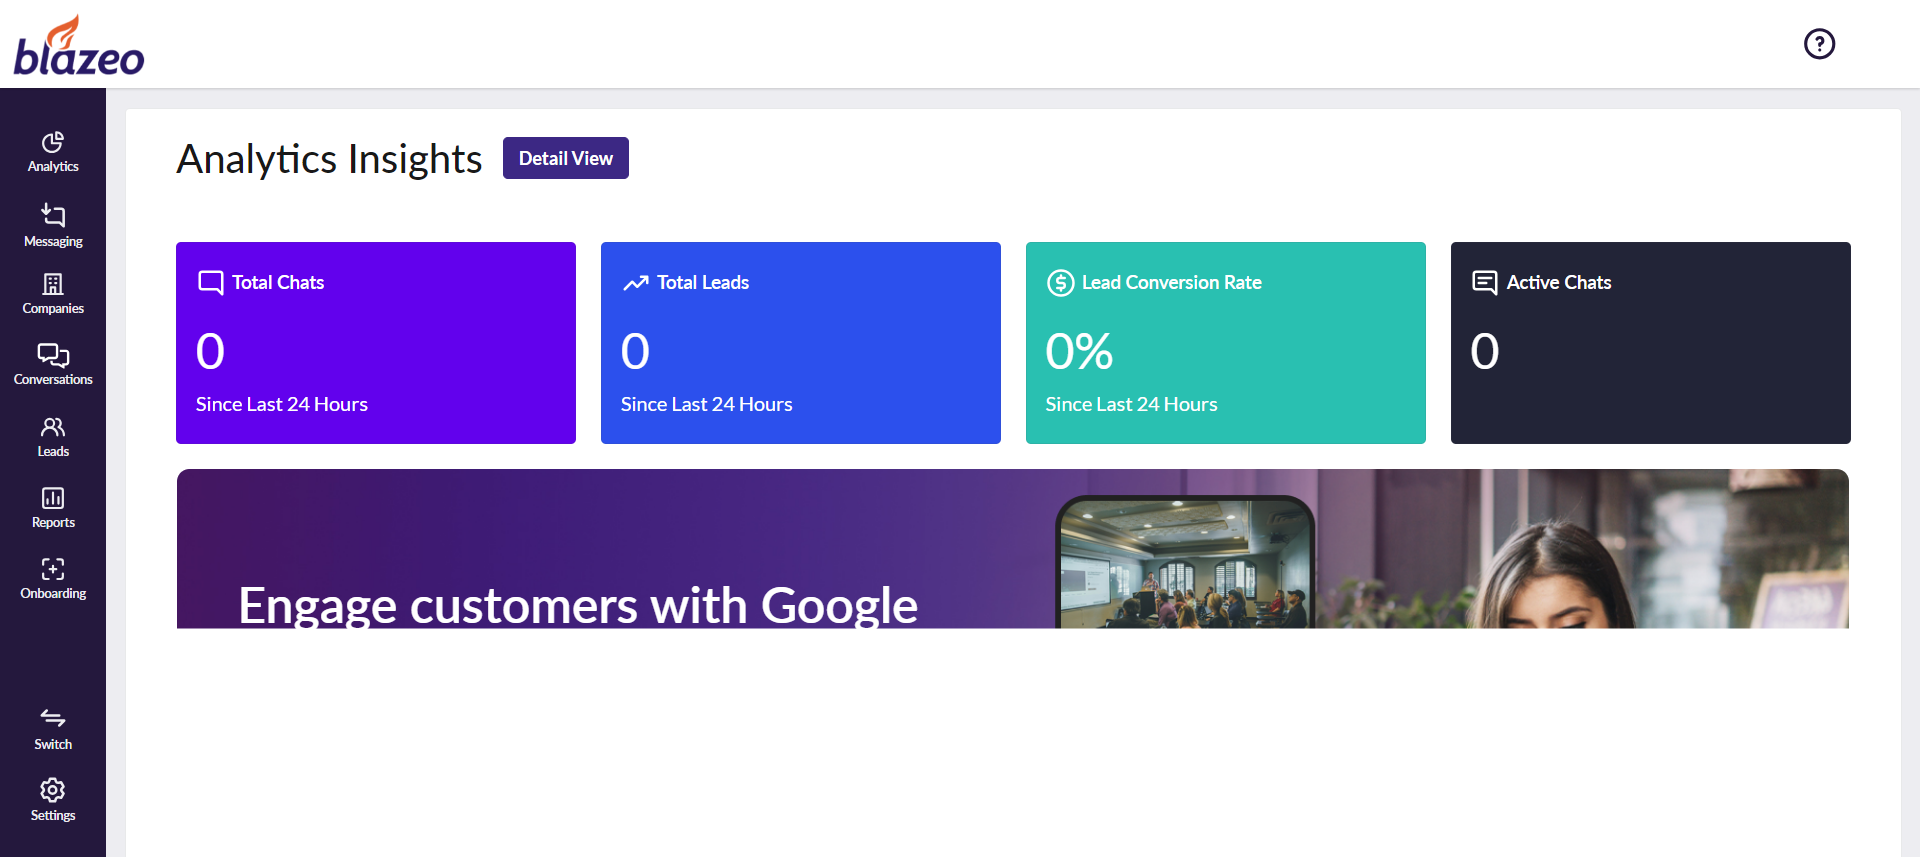 blazeo
Analytics
Messaging
Companies
Conversations
Leads
Reports
Onboarding
Switch
Settings
Analytics Insights
Detail View
Total Chats
0
Since Last 24 Hours
Total Leads
0
Since Last 24 Hours
Lead Conversion Rate
0%
Since Last 24 Hours
Active Chats
0
Engage customers with Google